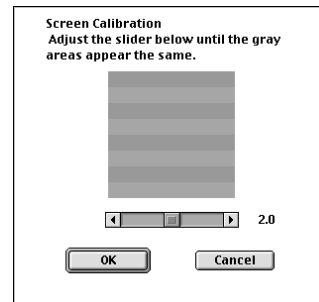 Screen Calibration
Adjust the slider below until the gray
areas appear the same.
2.0
OK
Cancel